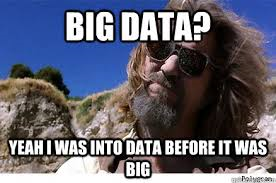 BIG DATA?
YEAH I WAS INTO DATA BEFORE IT WAS
BIG